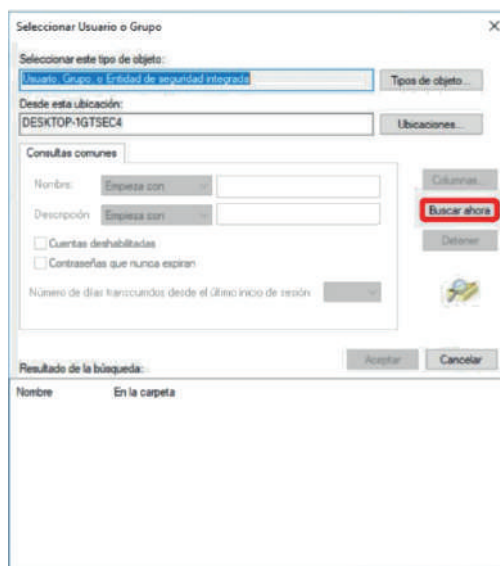 Seleccionar Usuario o Grupo
Seleccionar este tipo de objeto:
Usuario, Grupo, o Entidad de seguridad integrada
Tipos de objeto...
Desde esta ubicación:
DESKTOP-1GTSEC4
Ubicaciones...
Consultas comunes
Nombre: Empieza con
Columnas...
Descripción: Empieza con
Buscar ahora
Cuentas deshabilitadas
Detener
Contraseñas que nunca expiran
Número de días transcurridos desde el último inicio de sesión:
Aceptar Cancelar
Resultado de la búsqueda:
Nombre En la carpeta